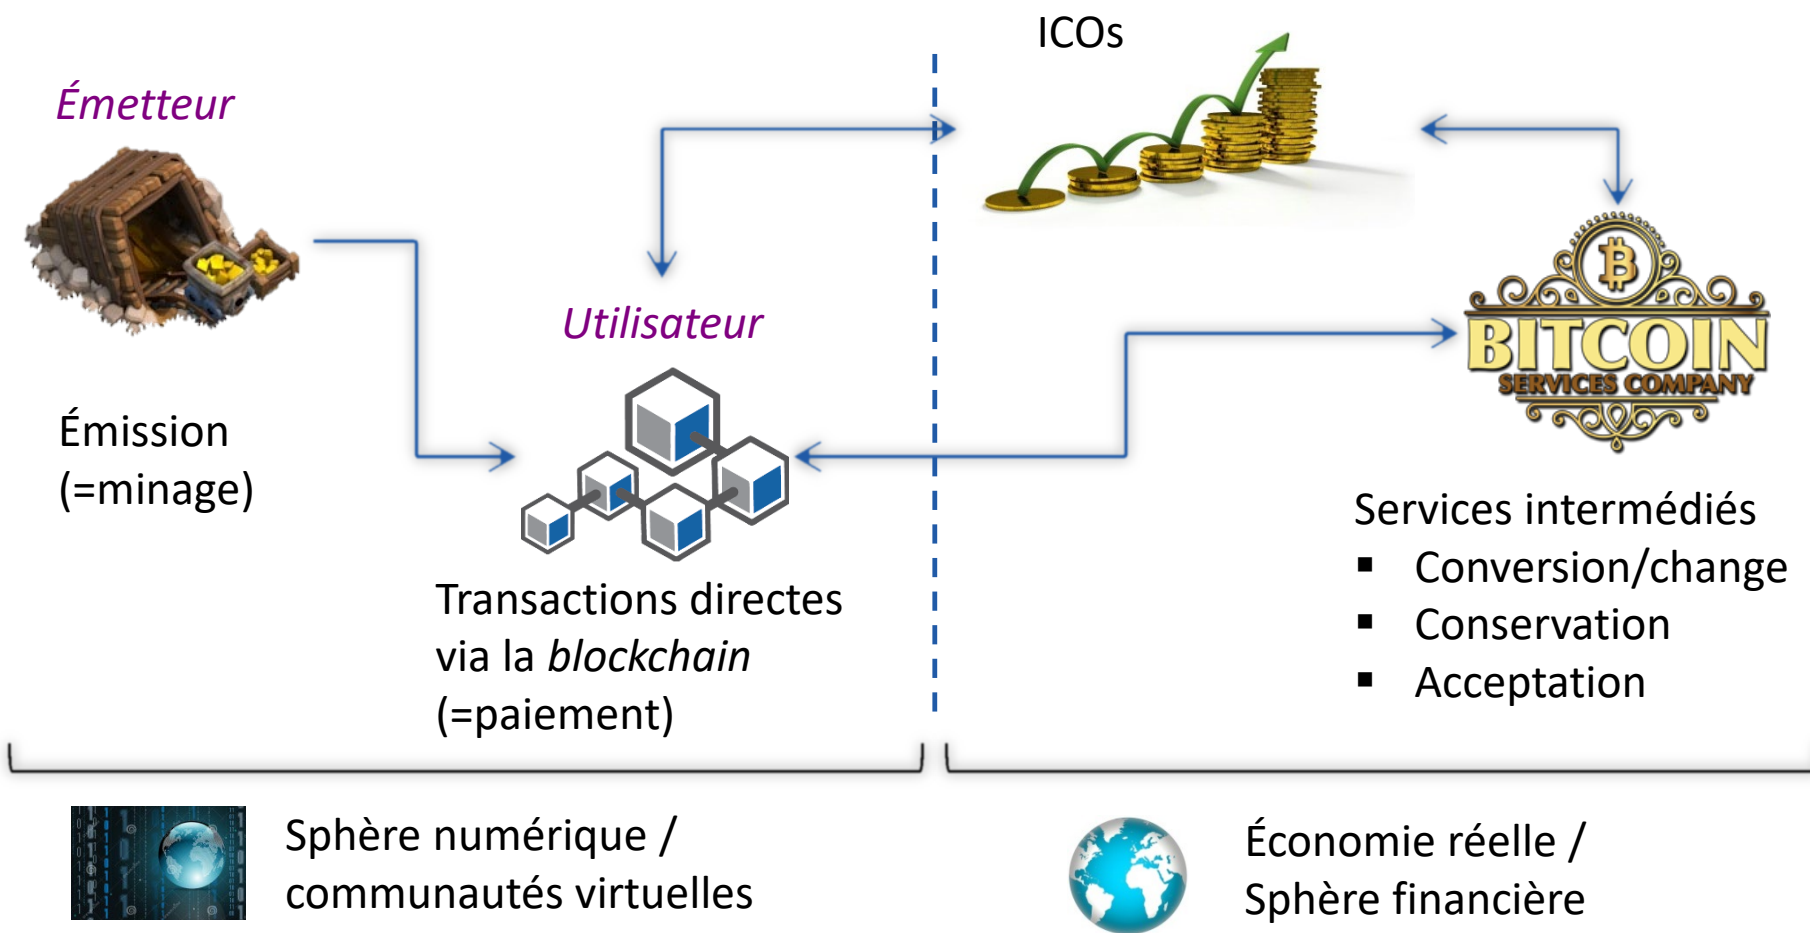 ICOs
Émetteur
Utilisateur
BITCOIN
SERVICES COMPANY
Émission
(=minage)
Transactions directes
via la blockchain
(=paiement)
Services intermédiés
▪ Conversion/change
▪ Conservation
▪ Acceptation
Sphère numérique /
communautés virtuelles
Économie réelle /
Sphère financière